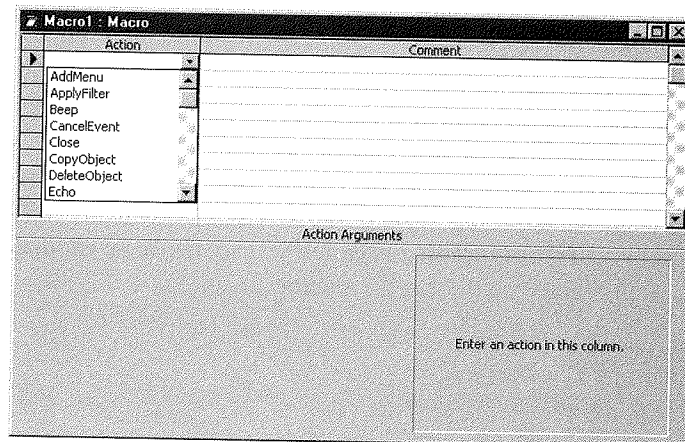 Macro1 : Macro
Action
Comment
AddMenu
ApplyFilter
Beep
CancelEvent
Close
CopyObject
DeleteObject
Echo
Action Arguments
Enter an action in this column.